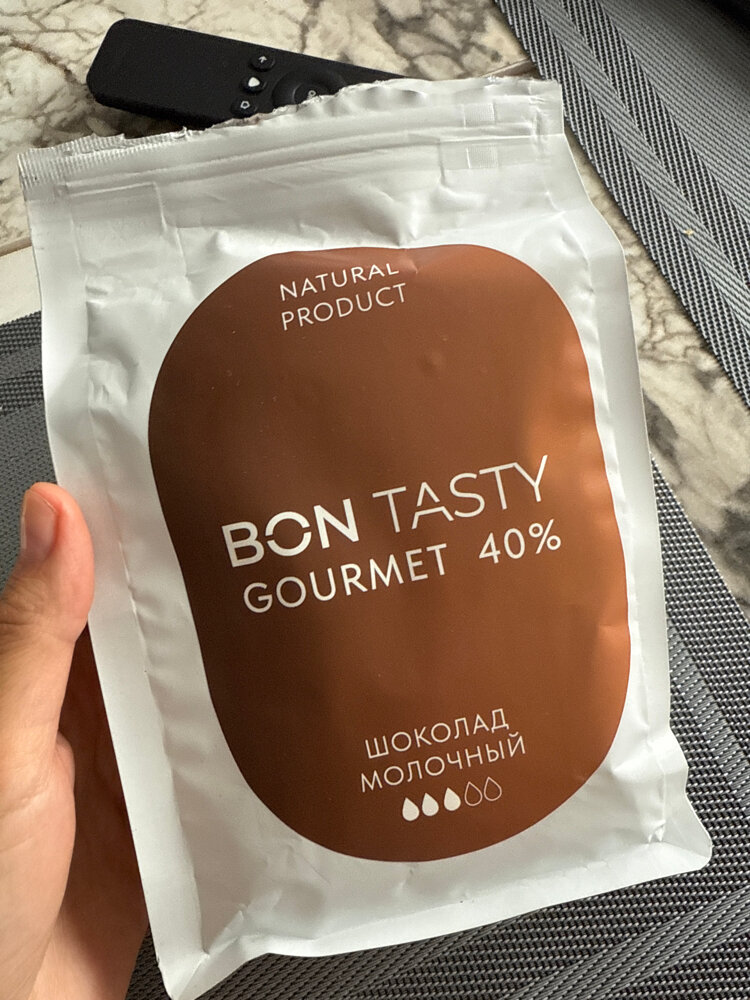 NATURAL
PRODUCT
BON TASTY
GOURMET 40%
ШОКОЛАД
МОЛОЧНЫЙ